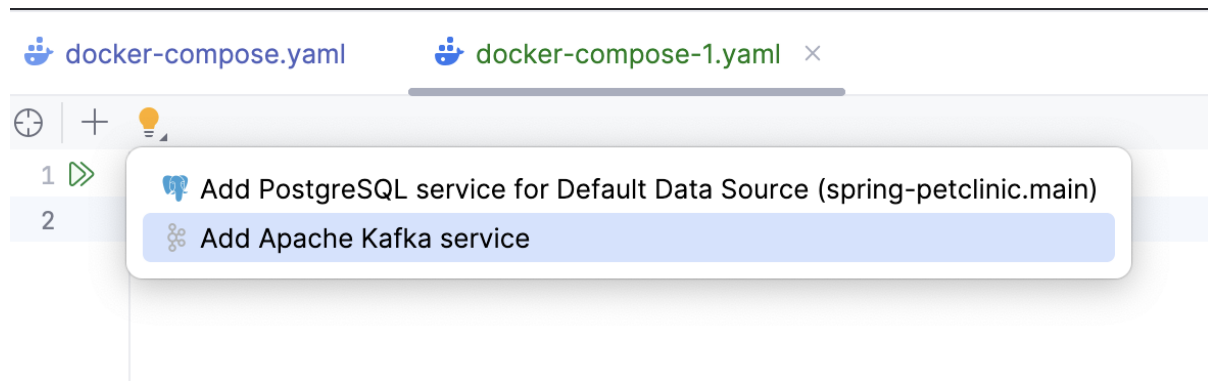 docker-compose.yaml docker-compose-1.yaml
1
Add PostgreSQL service for Default Data Source (spring-petclinic.main)
2
Add Apache Kafka service